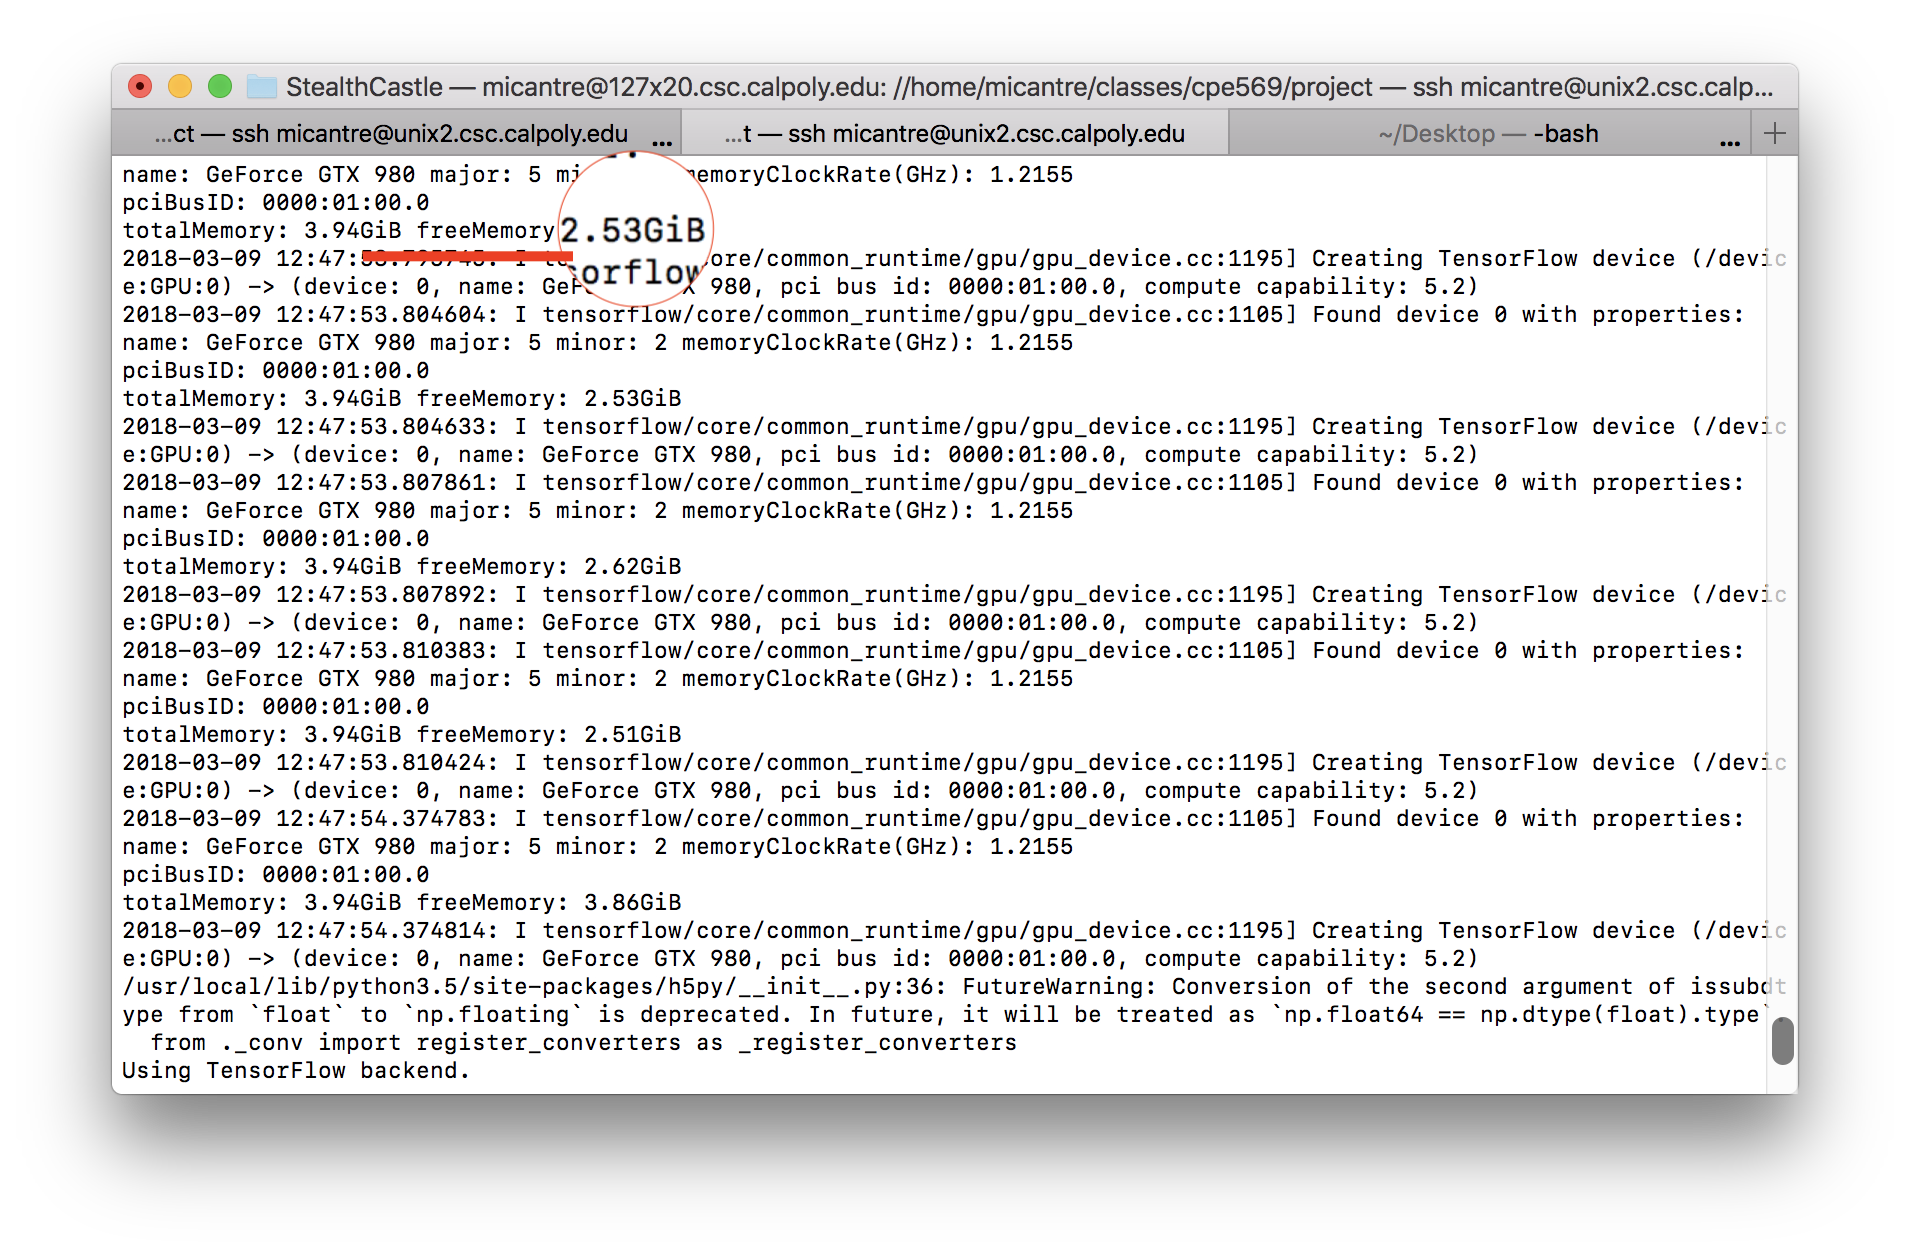 StealthCastle — micantre@127x20.csc.calpoly.edu: //home/micantre/classes/cpe569/project — ssh micantre@unix2.csc.calp...
...ct — ssh micantre@unix2.csc.calpoly.edu ... ...t — ssh micantre@unix2.csc.calpoly.edu ~/Desktop — -bash ... +
name: GeForce GTX 980 major: 5 memoryClockRate(GHz): 1.2155
pciBusID: 0000:01:00.0
totalMemory: 3.94GiB freeMemory 2.53GiB
2018-03-09 12:47: I sorflow ore/common_runtime/gpu/gpu_device.cc:1195] Creating TensorFlow device (/devic
e:GPU:0) -> (device: 0, name: GeF X 980, pci bus id: 0000:01:00.0, compute capability: 5.2)
2018-03-09 12:47:53.804604: I tensorflow/core/common_runtime/gpu/gpu_device.cc:1105] Found device 0 with properties:
name: GeForce GTX 980 major: 5 minor: 2 memoryClockRate(GHz): 1.2155
pciBusID: 0000:01:00.0
totalMemory: 3.94GiB freeMemory: 2.53GiB
2018-03-09 12:47:53.804633: I tensorflow/core/common_runtime/gpu/gpu_device.cc:1195] Creating TensorFlow device (/devic
e:GPU:0) -> (device: 0, name: GeForce GTX 980, pci bus id: 0000:01:00.0, compute capability: 5.2)
2018-03-09 12:47:53.807861: I tensorflow/core/common_runtime/gpu/gpu_device.cc:1105] Found device 0 with properties:
name: GeForce GTX 980 major: 5 minor: 2 memoryClockRate(GHz): 1.2155
pciBusID: 0000:01:00.0
totalMemory: 3.94GiB freeMemory: 2.62GiB
2018-03-09 12:47:53.807892: I tensorflow/core/common_runtime/gpu/gpu_device.cc:1195] Creating TensorFlow device (/devic
e:GPU:0) -> (device: 0, name: GeForce GTX 980, pci bus id: 0000:01:00.0, compute capability: 5.2)
2018-03-09 12:47:53.810383: I tensorflow/core/common_runtime/gpu/gpu_device.cc:1105] Found device 0 with properties:
name: GeForce GTX 980 major: 5 minor: 2 memoryClockRate(GHz): 1.2155
pciBusID: 0000:01:00.0
totalMemory: 3.94GiB freeMemory: 2.51GiB
2018-03-09 12:47:53.810424: I tensorflow/core/common_runtime/gpu/gpu_device.cc:1195] Creating TensorFlow device (/devic
e:GPU:0) -> (device: 0, name: GeForce GTX 980, pci bus id: 0000:01:00.0, compute capability: 5.2)
2018-03-09 12:47:54.374783: I tensorflow/core/common_runtime/gpu/gpu_device.cc:1105] Found device 0 with properties:
name: GeForce GTX 980 major: 5 minor: 2 memoryClockRate(GHz): 1.2155
pciBusID: 0000:01:00.0
totalMemory: 3.94GiB freeMemory: 3.86GiB
2018-03-09 12:47:54.374814: I tensorflow/core/common_runtime/gpu/gpu_device.cc:1195] Creating TensorFlow device (/devic
e:GPU:0) -> (device: 0, name: GeForce GTX 980, pci bus id: 0000:01:00.0, compute capability: 5.2)
/usr/local/lib/python3.5/site-packages/h5py/__init__.py:36: FutureWarning: Conversion of the second argument of issubdt
ype from `float` to `np.floating` is deprecated. In future, it will be treated as `np.float64 == np.dtype(float).type`
from ._conv import register_converters as _register_converters
Using TensorFlow backend.